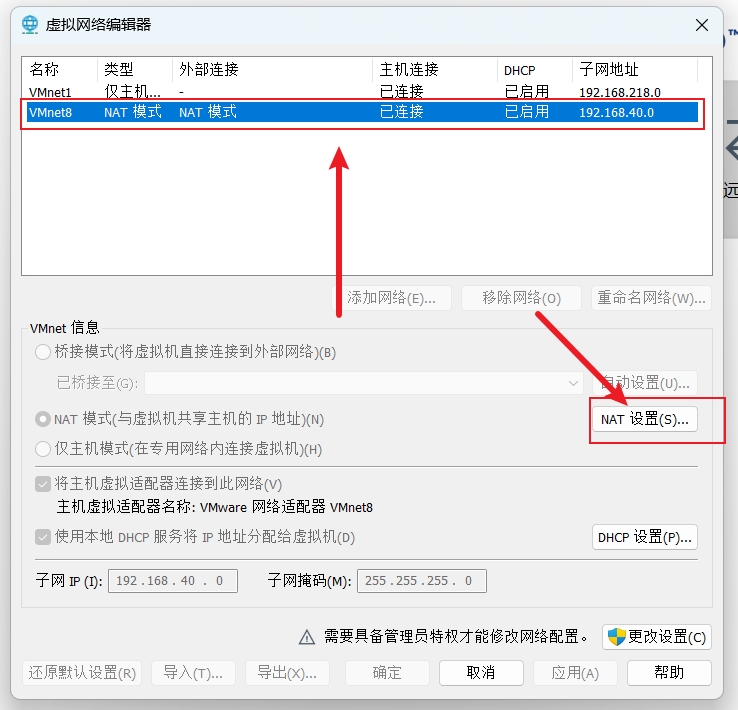 虚拟网络编辑器
名称 类型 外部连接 主机连接 DHCP 子网地址
VMnet1 仅主机... - 已连接 已启用 192.168.218.0
VMnet8 NAT 模式 NAT 模式 已连接 已启用 192.168.40.0
添加网络(E)... 移除网络(O) 重命名网络(W)...
VMnet 信息
桥接模式(将虚拟机直接连接到外部网络)(B)
已桥接至(G): 自动设置(U)...
NAT 模式(与虚拟机共享主机的 IP 地址)(N) NAT 设置(S)...
仅主机模式(在专用网络内连接虚拟机)(H)
将主机虚拟适配器连接到此网络(V)
主机虚拟适配器名称: VMware 网络适配器 VMnet8
使用本地 DHCP 服务将 IP 地址分配给虚拟机(D) DHCP 设置(P)...
子网 IP (I): 192 . 168 . 40 . 0 子网掩码(M): 255 . 255 . 255 . 0
需要具备管理员特权才能修改网络配置。 更改设置(C)
还原默认设置(R) 导入(T)... 导出(X)... 确定 取消 应用(A) 帮助
远